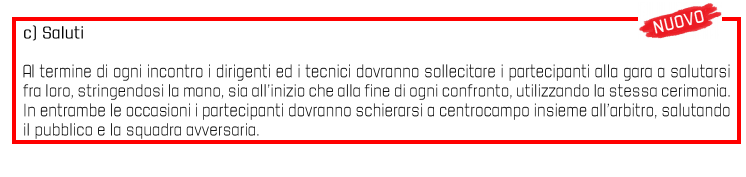 NUOVO
c) Saluti
Al termine di ogni incontro i dirigenti ed i tecnici dovranno sollecitare i partecipanti alla gara a salutarsi
fra loro, stringendosi la mano, sia all'inizio che alla fine di ogni confronto, utilizzando la stessa cerimonia.
In entrambe le occasioni i partecipanti dovranno schierarsi a centrocampo insieme all'arbitro, salutando
il pubblico e la squadra avversaria.